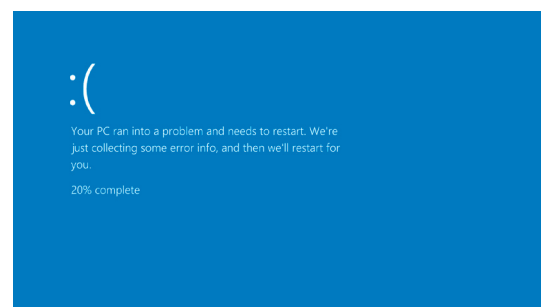 :(
Your PC ran into a problem and needs to restart. We're
just collecting some error info, and then we'll restart for
you.
20% complete